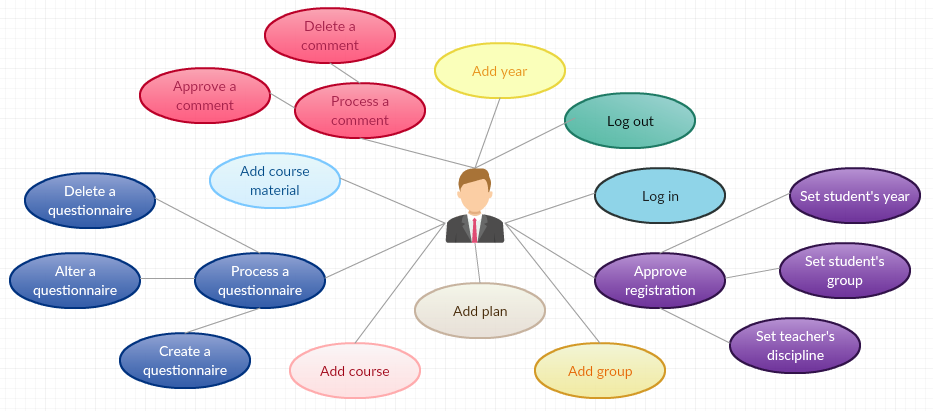 Delete a
comment
Add year
Approve a
comment
Process a
comment
Log out
Add course
material
Log in
Set student's year
Delete a
questionnaire
Alter a
questionnaire
Process a
questionnaire
Approve
registration
Set student's
group
Add plan
Set teacher's
discipline
Create a
questionnaire
Add course
Add group